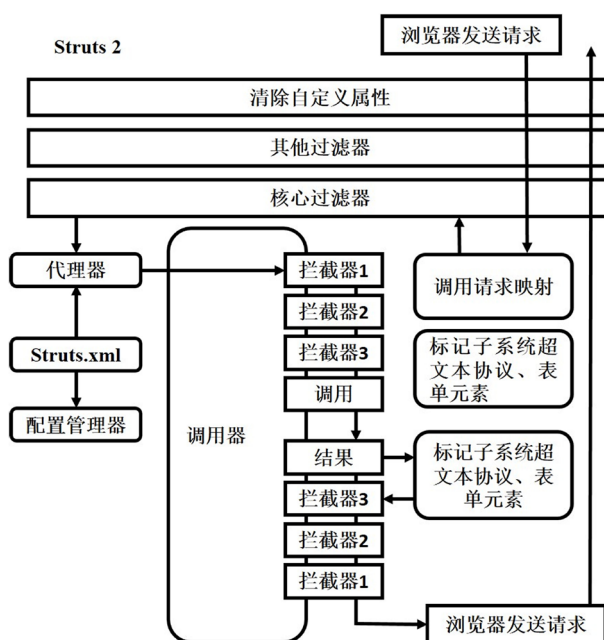 Struts 2
浏览器发送请求
清除自定义属性
其他过滤器
核心过滤器
代理器
拦截器1
调用请求映射
拦截器2
Struts.xml
拦截器3
标记子系统超
文本协议、表
单元素
调用
配置管理器
调用器
结果
标记子系统超
文本协议、表
单元素
拦截器3
拦截器2
拦截器1
浏览器发送请求